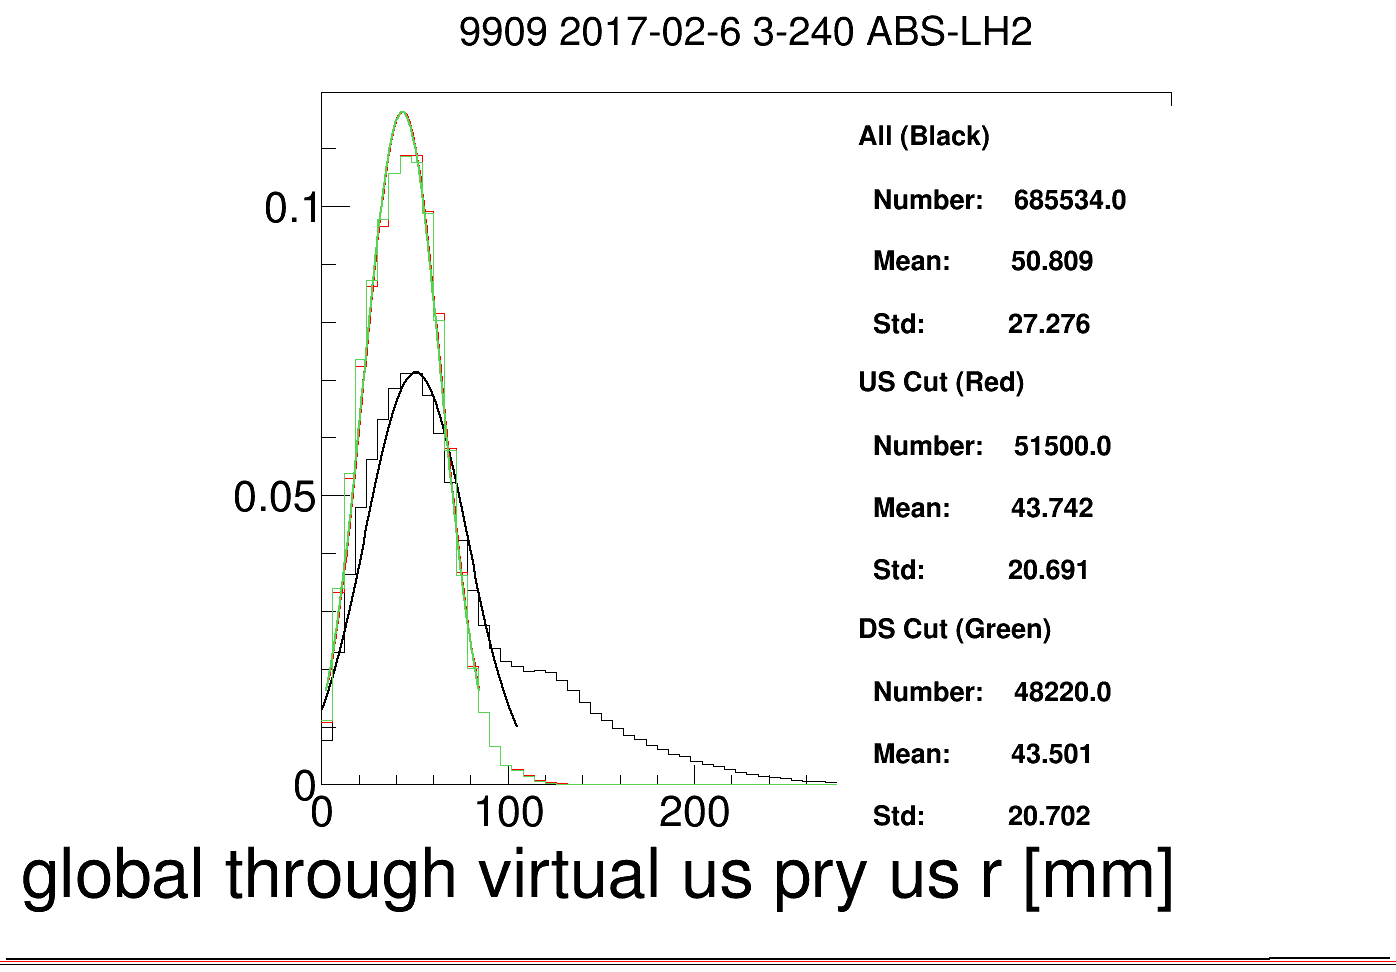 9909 2017-02-6 3-240 ABS-LH2
All (Black)
Number: 685534.0
Mean: 50.809
Std: 27.276
US Cut (Red)
Number: 51500.0
Mean: 43.742
Std: 20.691
DS Cut (Green)
Number: 48220.0
Mean: 43.501
Std: 20.702
0.1
0.05
0
0 100 200
global through virtual us pry us r [mm]